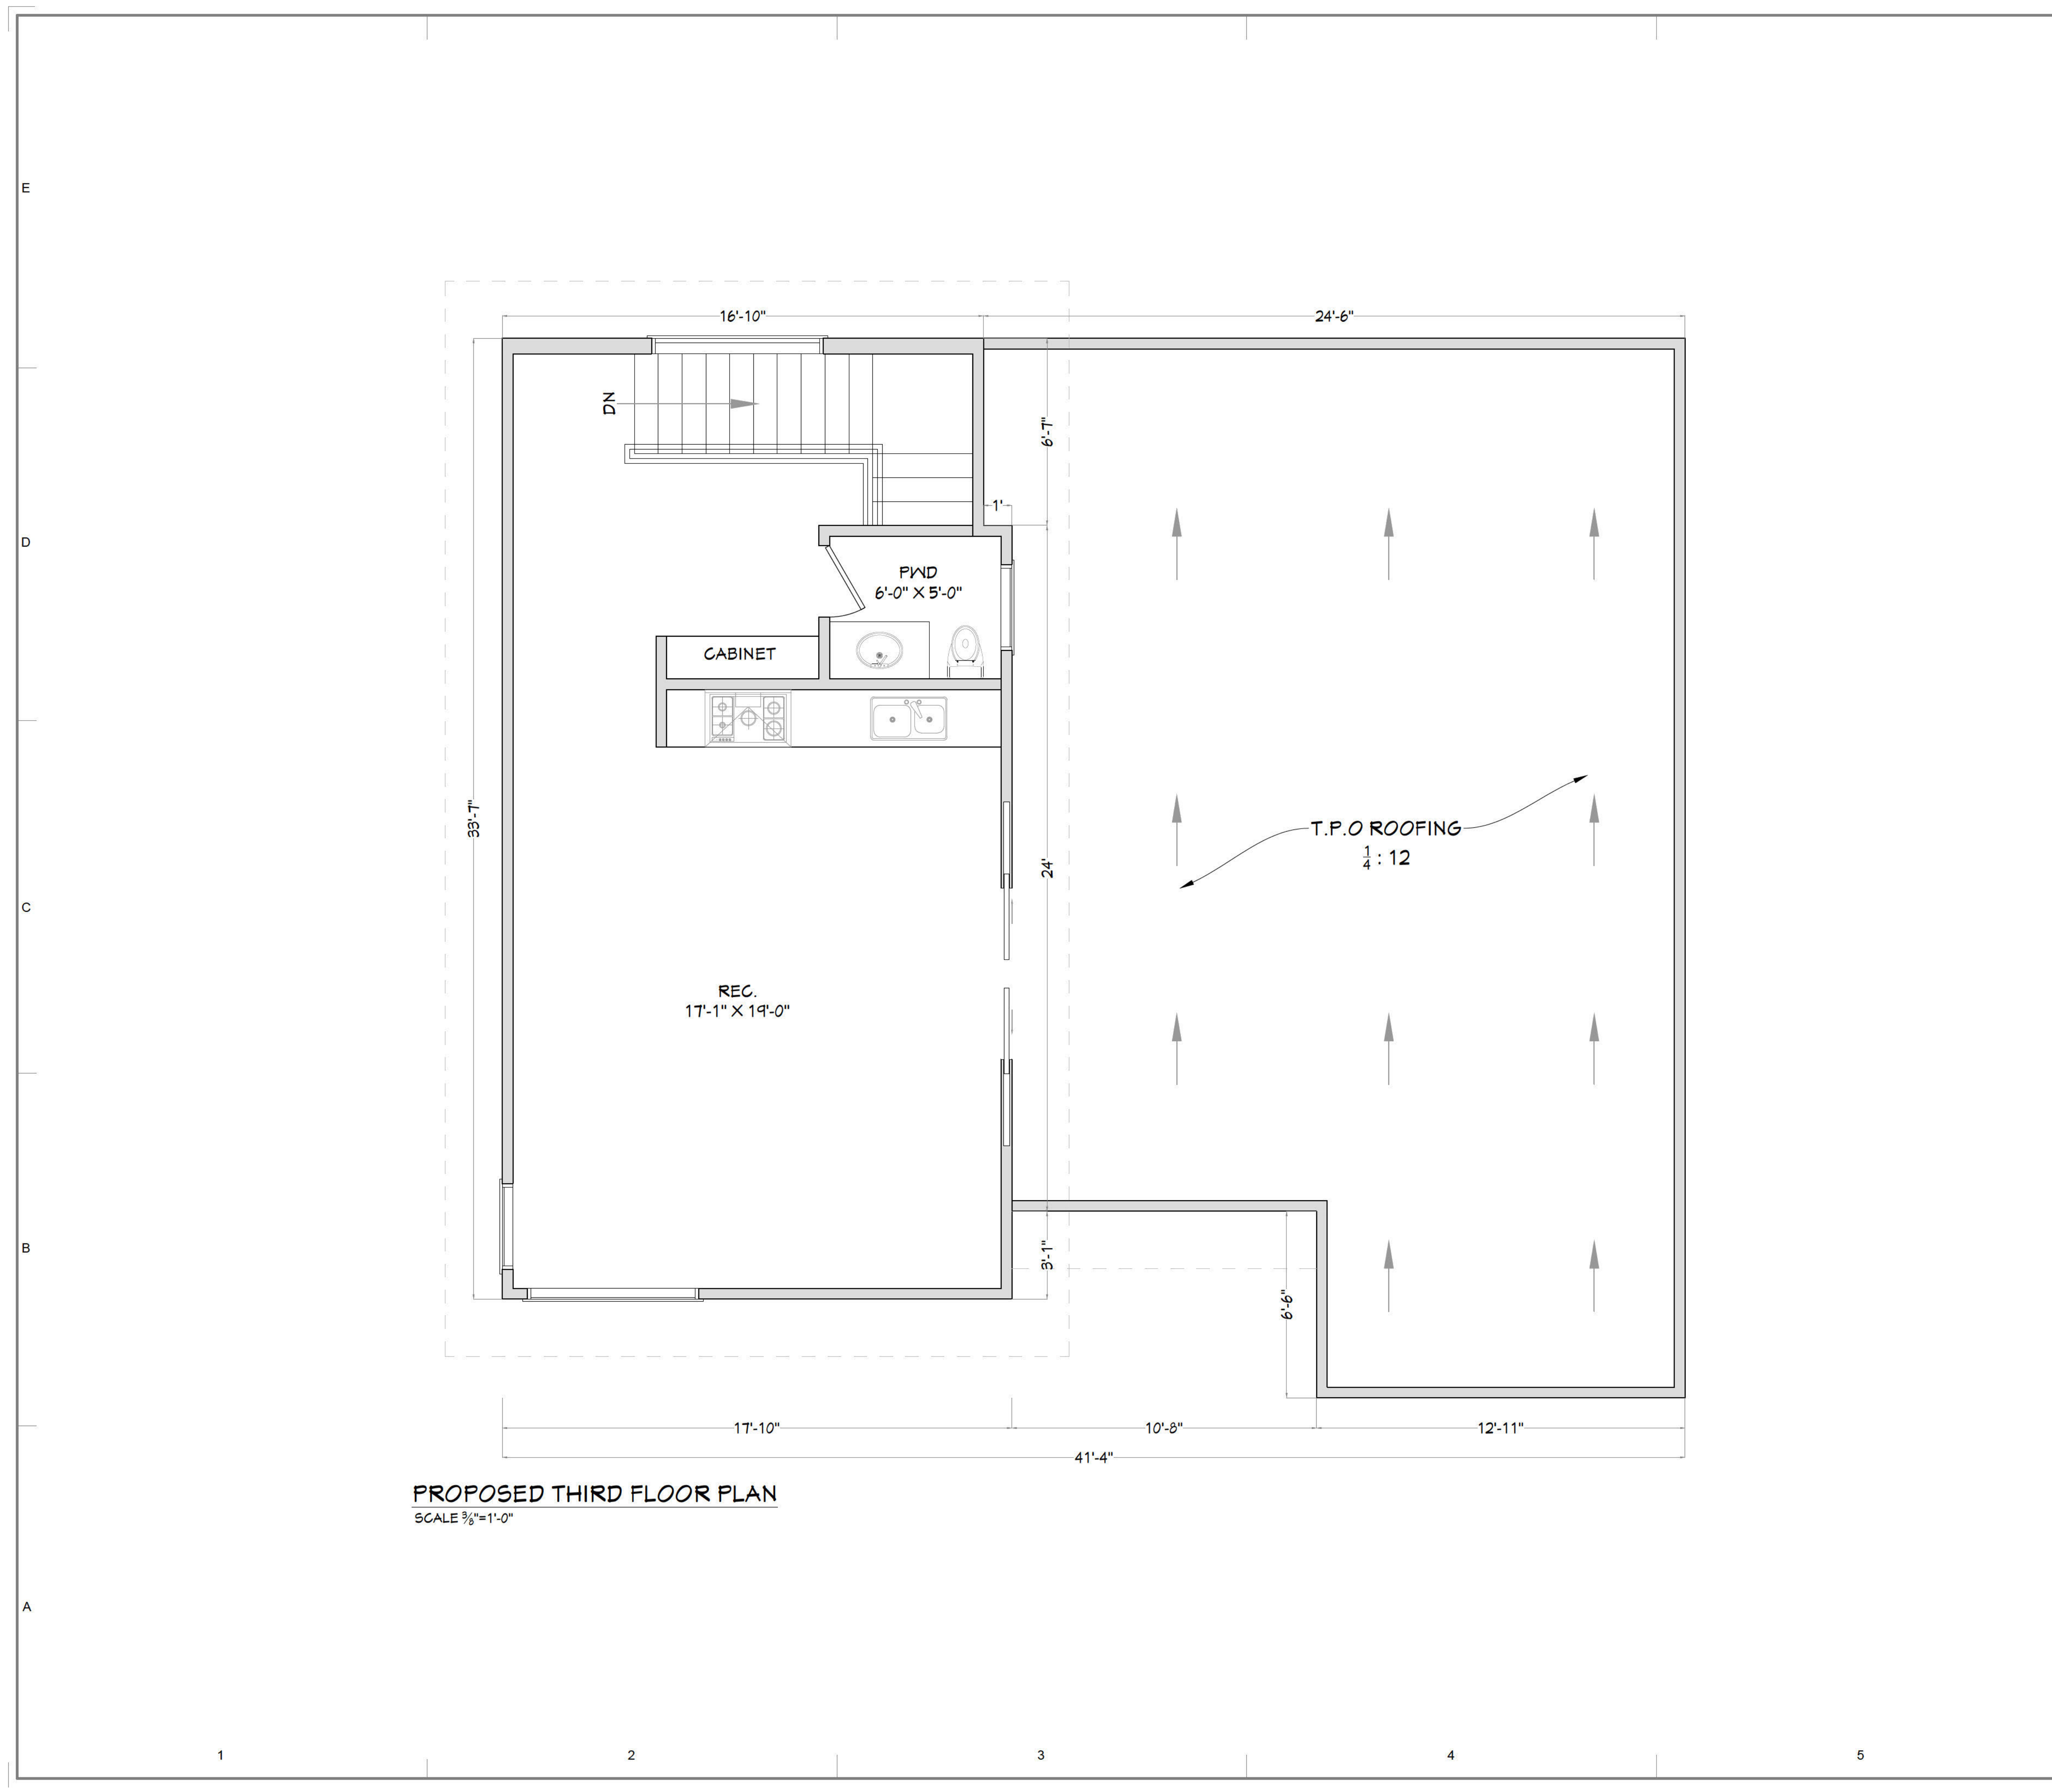 E
16'-10"
24'-6"
DN
6'-7"
1'
D
PWD
6'-0" X 5'-0"
CABINET
33'-7"
T.P.O ROOFING
1/4 : 12
24'
C
REC.
17'-1" X 19'-0"
B
3'-1"
6'-6"
17'-10"
10'-8"
12'-11"
41'-4"
PROPOSED THIRD FLOOR PLAN
SCALE 3/8"=1'-0"
A
1
2
3
4
5